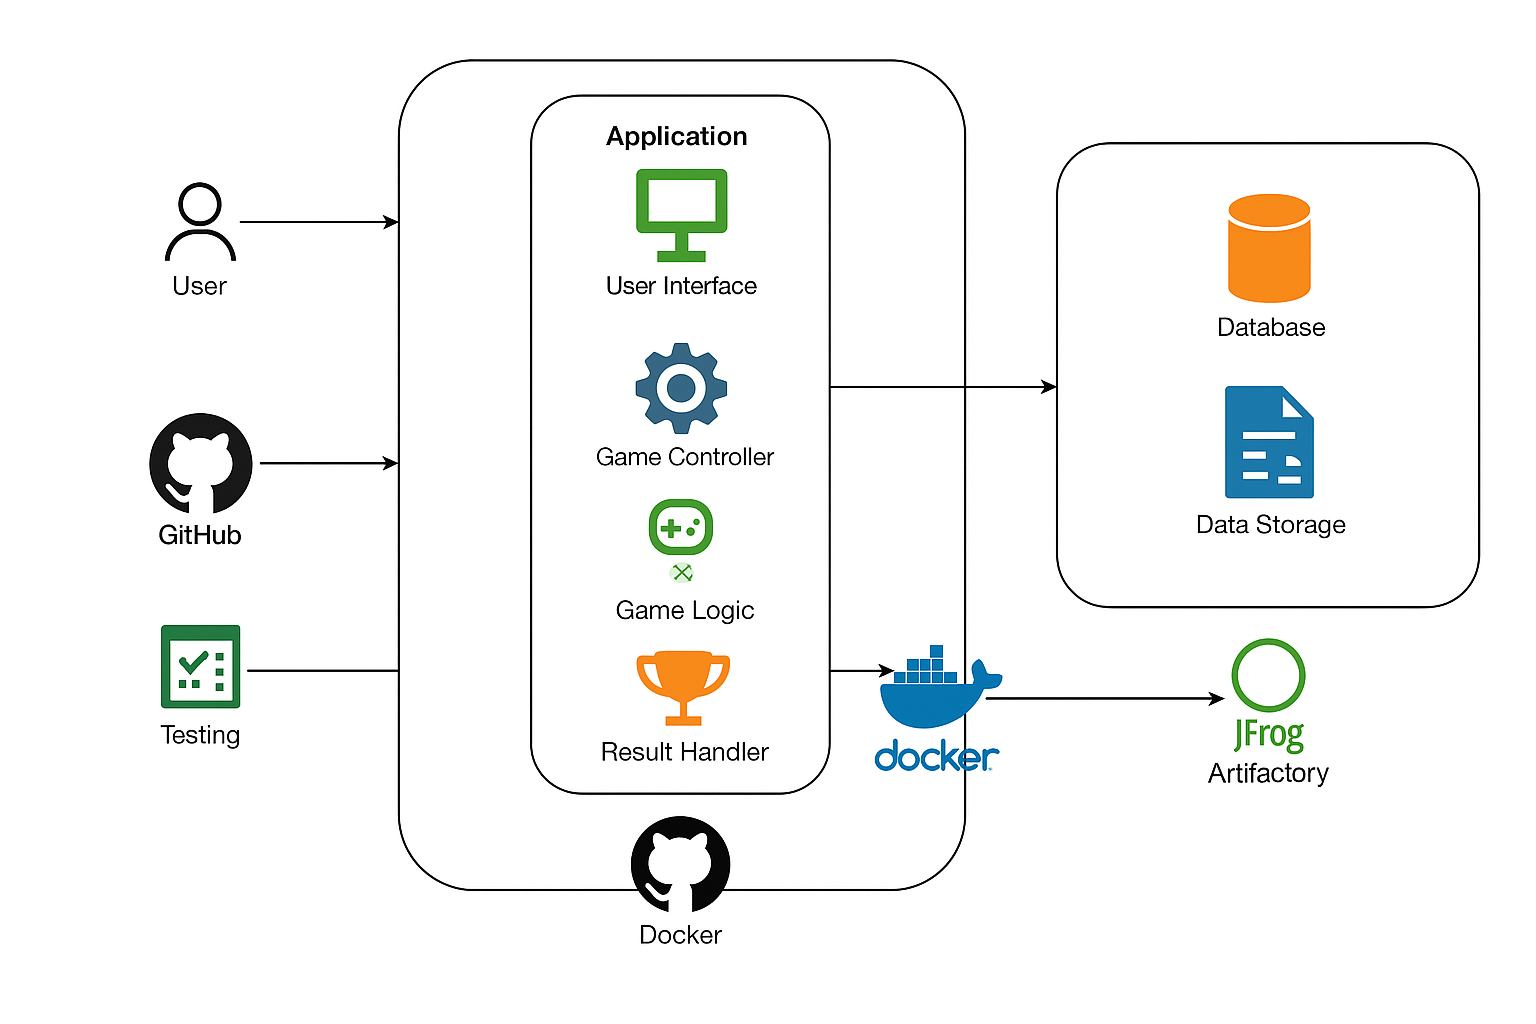 Application
User Interface
User
Game Controller
GitHub
Game Logic
Testing
Result Handler
Database
Data Storage
docker
JFrog
Artifactory
Docker